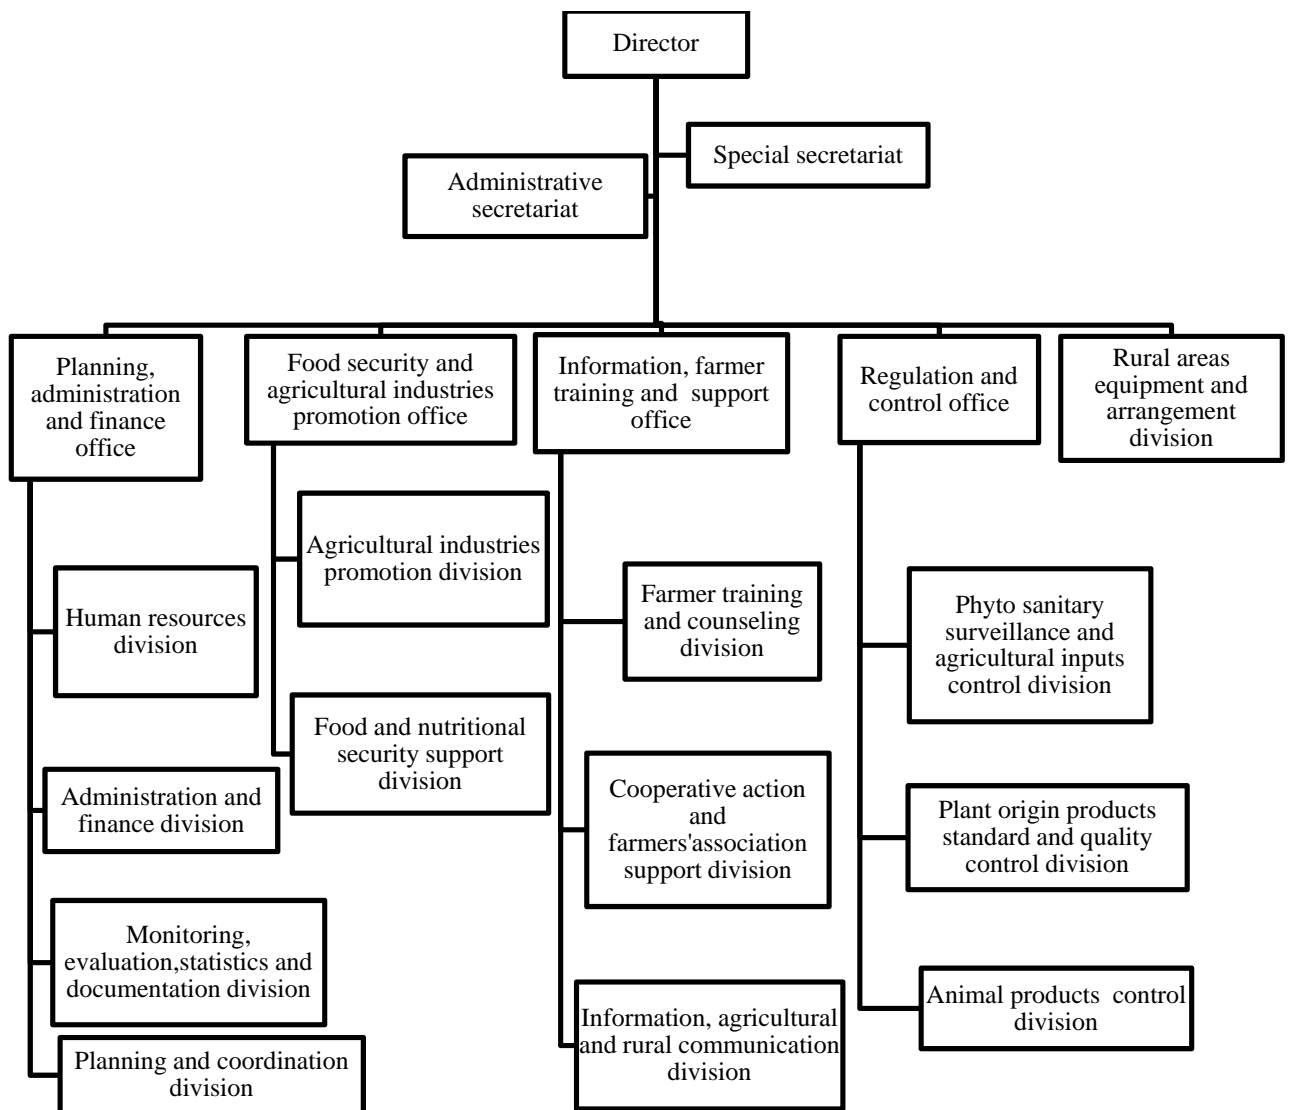 Director
Special secretariat
Administrative
secretariat
Planning,
administration
and finance
office
Food security and
agricultural industries
promotion office
Information, farmer
training and support
office
Regulation and
control office
Rural areas
equipment and
arrangement
division
Human resources
division
Administration and
finance division
Monitoring,
evaluation,statistics and
documentation division
Planning and coordination
division
Agricultural industries
promotion division
Food and nutritional
security support
division
Farmer training
and counseling
division
Cooperative action
and
farmers'association
support division
Information, agricultural
and rural communication
division
Phyto sanitary
surveillance and
agricultural inputs
control division
Plant origin products
standard and quality
control division
Animal products control
division